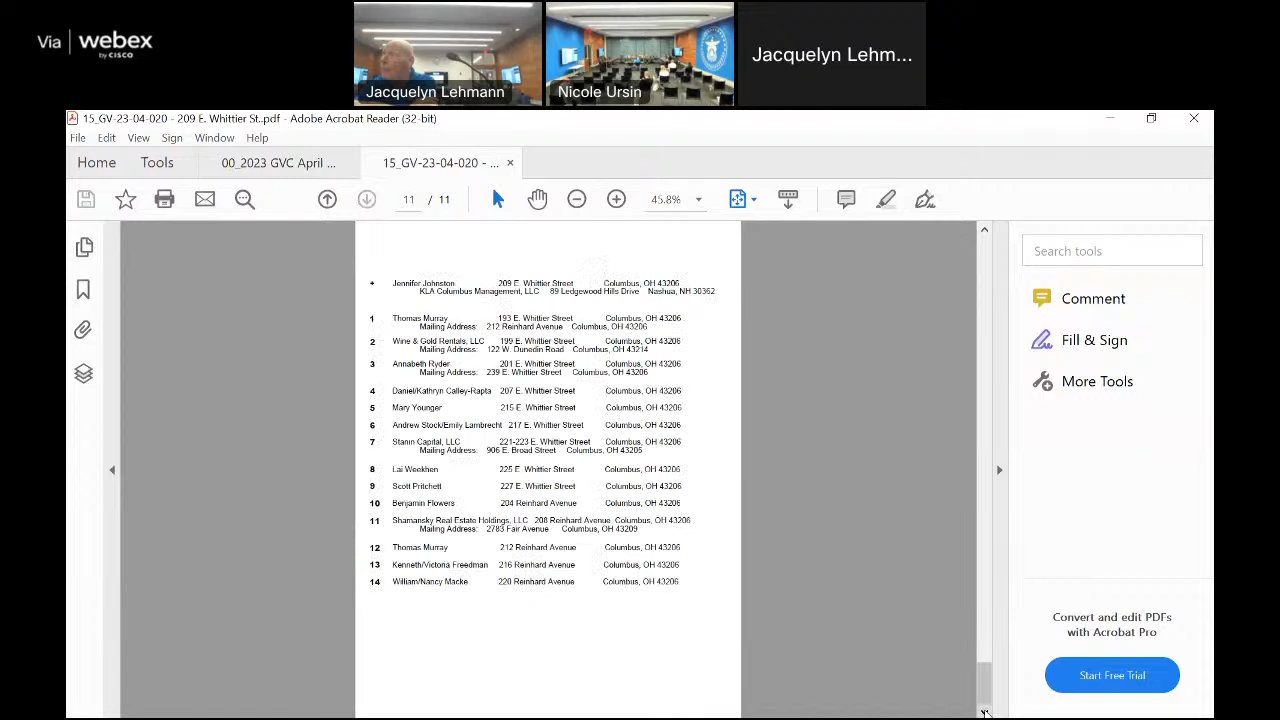 Via | webex
by CISCO
Jacquelyn Lehmann
Nicole Ursin
Jacquelyn Lehm...
15_GV-23-04-020 - 209 E. Whittier St..pdf - Adobe Acrobat Reader (32-bit)
File Edit View Sign Window Help
Home Tools 00_2023 GVC April ... 15_GV-23-04-020 - ... ×
11 / 11 45.8%
Search tools
Comment
Fill & Sign
More Tools
Convert and edit PDFs
with Acrobat Pro
Start Free Trial
* Jennifer Johnston 209 E. Whittier Street Columbus, OH 43206
KLA Columbus Management, LLC 89 Ledgewood Hills Drive Nashua, NH 30362
1 Thomas Murray 193 E. Whittier Street Columbus, OH 43206
Mailing Address: 212 Reinhard Avenue Columbus, OH 43206
2 Wine & Gold Rentals, LLC 199 E. Whittier Street Columbus, OH 43206
Mailing Address: 122 W. Dunedin Road Columbus, OH 43214
3 Annabeth Ryder 201 E. Whittier Street Columbus, OH 43206
Mailing Address: 239 E. Whittier Street Columbus, OH 43206
4 Daniel/Kathryn Calley-Rapta 207 E. Whittier Street Columbus, OH 43206
5 Mary Younger 215 E. Whittier Street Columbus, OH 43206
6 Andrew Stock/Emily Lambrecht 217 E. Whittier Street Columbus, OH 43206
7 Stanin Capital, LLC 221-223 E. Whittier Street Columbus, OH 43206
Mailing Address: 906 E. Broad Street Columbus, OH 43205
8 Lai Weekhen 225 E. Whittier Street Columbus, OH 43206
9 Scott Pritchett 227 E. Whittier Street Columbus, OH 43206
10 Benjamin Flowers 204 Reinhard Avenue Columbus, OH 43206
11 Shamansky Real Estate Holdings, LLC 208 Reinhard Avenue Columbus, OH 43206
Mailing Address: 2783 Fair Avenue Columbus, OH 43209
12 Thomas Murray 212 Reinhard Avenue Columbus, OH 43206
13 Kenneth/Victoria Freedman 216 Reinhard Avenue Columbus, OH 43206
14 William/Nancy Macke 220 Reinhard Avenue Columbus, OH 43206